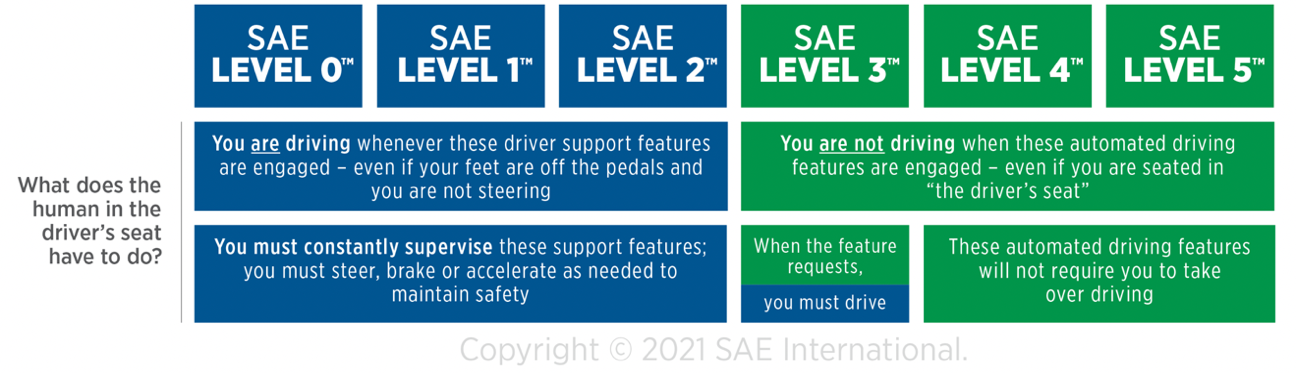 SAE
LEVEL 0™
SAE
LEVEL 1™
SAE
LEVEL 2™
SAE
LEVEL 3™
SAE
LEVEL 4™
SAE
LEVEL 5™
What does the
human in the
driver’s seat
have to do?
You are driving whenever these driver support features
are engaged – even if your feet are off the pedals and
you are not steering
You are not driving when these automated driving
features are engaged – even if you are seated in
“the driver’s seat”
You must constantly supervise these support features;
you must steer, brake or accelerate as needed to
maintain safety
When the feature
requests,
you must drive
These automated driving features
will not require you to take
over driving
Copyright © 2021 SAE International.